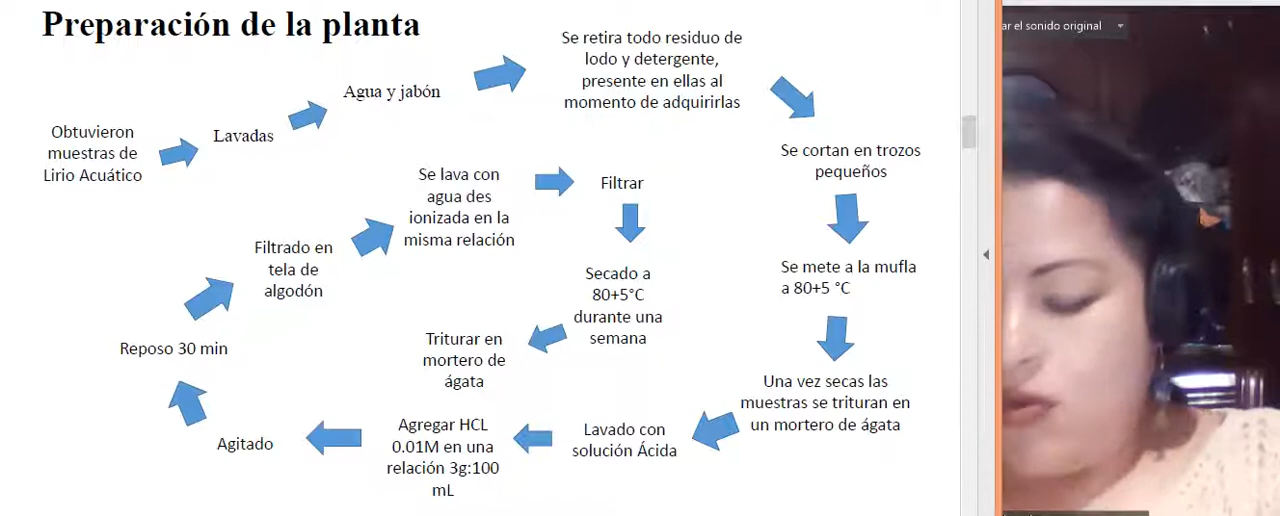 Preparación de la planta
ar el sonido original
Obtuvieron
muestras de
Lirio Acuático
Lavadas
Agua y jabón
Se retira todo residuo de
lodo y detergente,
presente en ellas al
momento de adquirirlas
Se cortan en trozos
pequeños
Se mete a la mufla
a 80+5 °C
Una vez secas las
muestras se trituran en
un mortero de ágata
Lavado con
solución Ácida
Agregar HCL
0.01M en una
relación 3g:100
mL
Agitado
Reposo 30 min
Filtrado en
tela de
algodón
Se lava con
agua des
ionizada en la
misma relación
Filtrar
Secado a
80+5°C
durante una
semana
Triturar en
mortero de
ágata